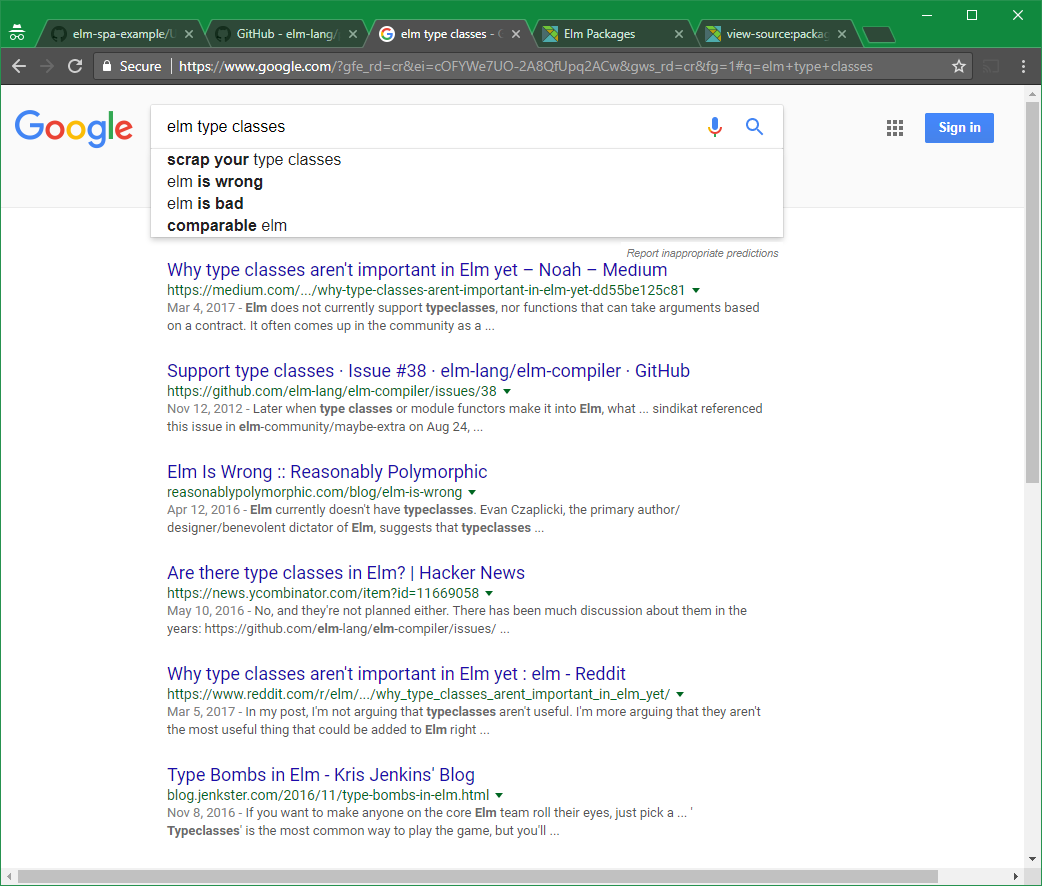 elm-spa-example/
GitHub - elm-lang/
elm type classes -
Elm Packages
view-source:packag
Secure
https://www.google.com/?gfe_rd=cr&ei=cOFYWe7UO-2A8QfUpq2ACw&gws_rd=cr&fg=1#q=elm+type+classes
Google
elm type classes
Sign in
scrap your type classes
elm is wrong
elm is bad
comparable elm
Report inappropriate predictions
Why type classes aren't important in Elm yet – Noah – Medium
https://medium.com/.../why-type-classes-arent-important-in-elm-yet-dd55be125c81
Mar 4, 2017 - Elm does not currently support typeclasses, nor functions that can take arguments based
on a contract. It often comes up in the community as a ...
Support type classes · Issue #38 · elm-lang/elm-compiler · GitHub
https://github.com/elm-lang/elm-compiler/issues/38
Nov 12, 2012 - Later when type classes or module functors make it into Elm, what ... sindikat referenced
this issue in elm-community/maybe-extra on Aug 24, ...
Elm Is Wrong :: Reasonably Polymorphic
reasonablypolymorphic.com/blog/elm-is-wrong
Apr 12, 2016 - Elm currently doesn't have typeclasses. Evan Czaplicki, the primary author/
designer/benevolent dictator of Elm, suggests that typeclasses ...
Are there type classes in Elm? | Hacker News
https://news.ycombinator.com/item?id=11669058
May 10, 2016 - No, and they're not planned either. There has been much discussion about them in the
years: https://github.com/elm-lang/elm-compiler/issues/ ...
Why type classes aren't important in Elm yet : elm - Reddit
https://www.reddit.com/r/elm/.../why_type_classes_arent_important_in_elm_yet/
Mar 5, 2017 - In my post, I'm not arguing that typeclasses aren't useful. I'm more arguing that they aren't
the most useful thing that could be added to Elm right ...
Type Bombs in Elm - Kris Jenkins' Blog
blog.jenkster.com/2016/11/type-bombs-in-elm.html
Nov 8, 2016 - If you want to make anyone on the core Elm team roll their eyes, just pick a ... '
Typeclasses' is the most common way to play the game, but you'll ...